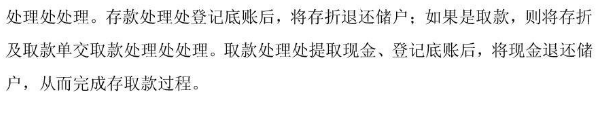 处理处处理。存款处理处登记底账后，将存折退还储户；如果是取款，则将存折
及取款单交取款处理处处理。取款处理处提取现金、登记底账后，将现金退还储
户，从而完成存取款过程。